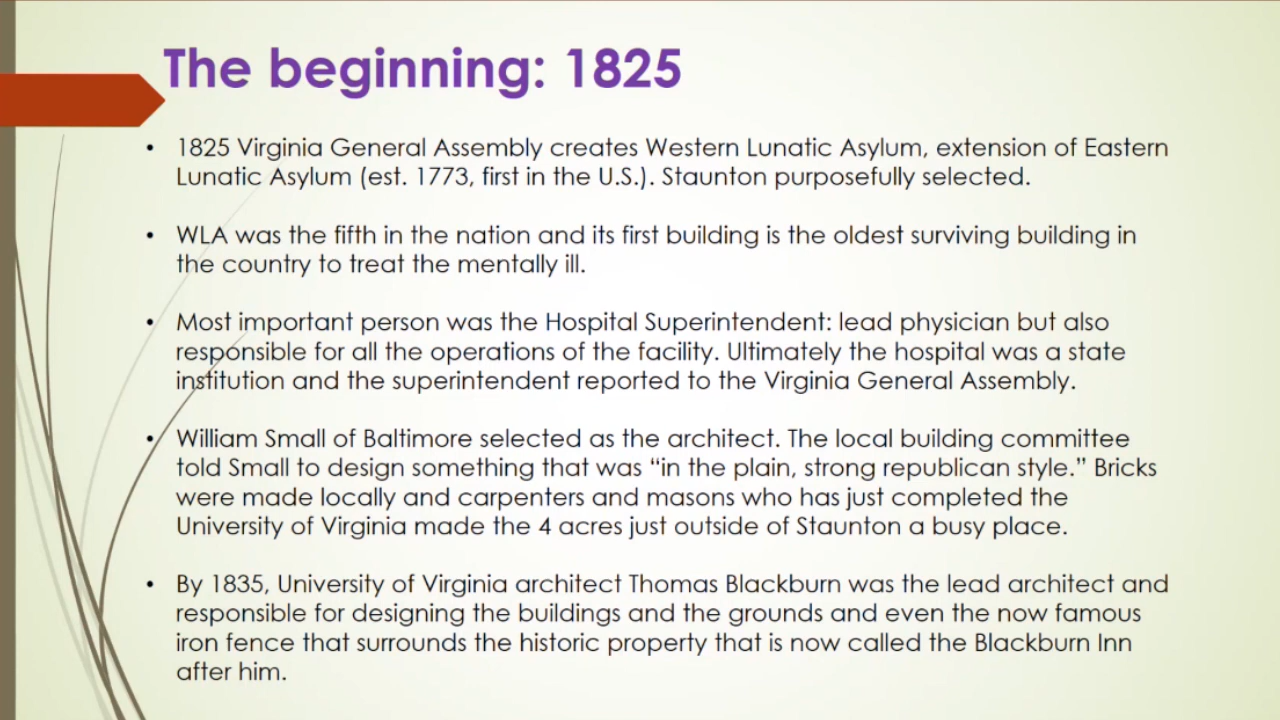 The beginning: 1825
• 1825 Virginia General Assembly creates Western Lunatic Asylum, extension of Eastern
Lunatic Asylum (est. 1773, first in the U.S.). Staunton purposefully selected.
• WLA was the fifth in the nation and its first building is the oldest surviving building in
the country to treat the mentally ill.
• Most important person was the Hospital Superintendent: lead physician but also
responsible for all the operations of the facility. Ultimately the hospital was a state
institution and the superintendent reported to the Virginia General Assembly.
• William Small of Baltimore selected as the architect. The local building committee
told Small to design something that was “in the plain, strong republican style.” Bricks
were made locally and carpenters and masons who has just completed the
University of Virginia made the 4 acres just outside of Staunton a busy place.
• By 1835, University of Virginia architect Thomas Blackburn was the lead architect and
responsible for designing the buildings and the grounds and even the now famous
iron fence that surrounds the historic property that is now called the Blackburn Inn
after him.